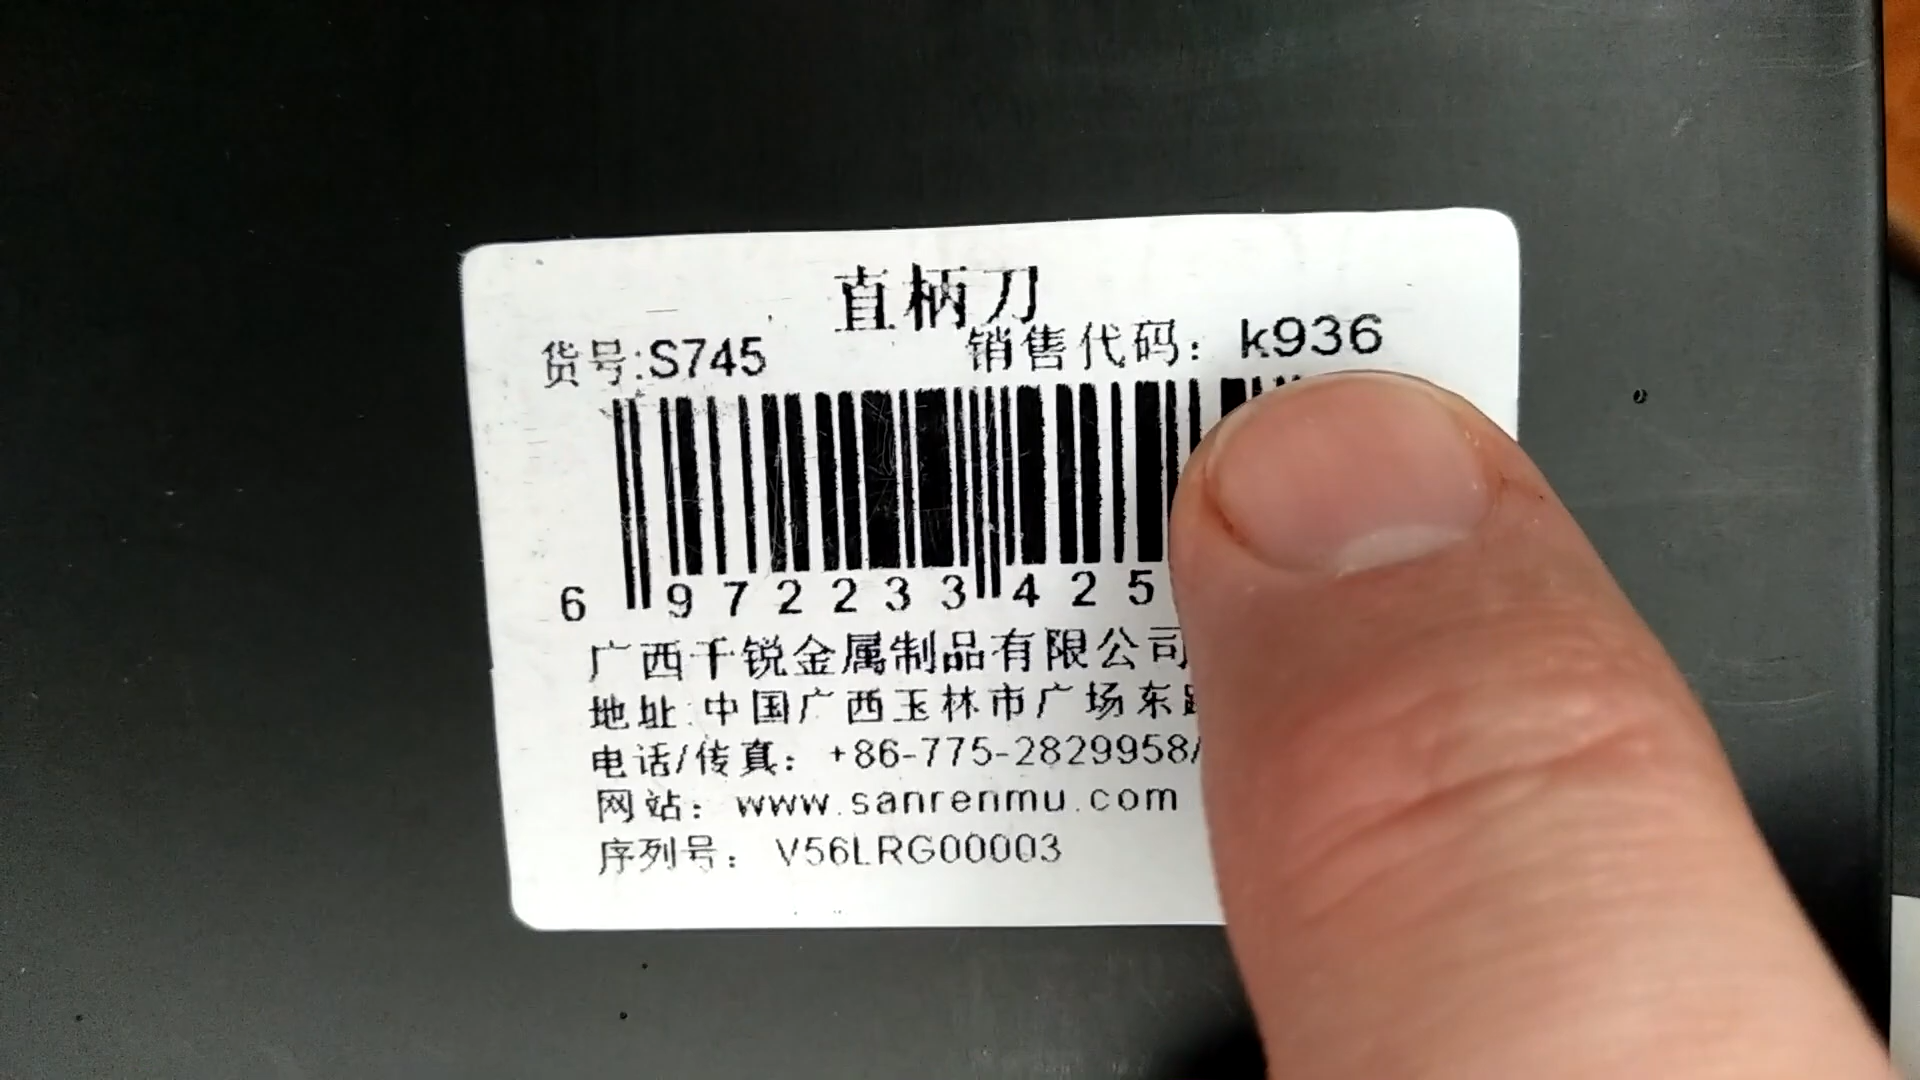 直柄刀
货号:S745 销售代码：k936
6 972233 425
广西千锐金属制品有限公司
地址:中国广西玉林市广场东
电话/传真：+86-775-2829958/
网站：www.sanrenmu.com
序列号：V56LRG00003